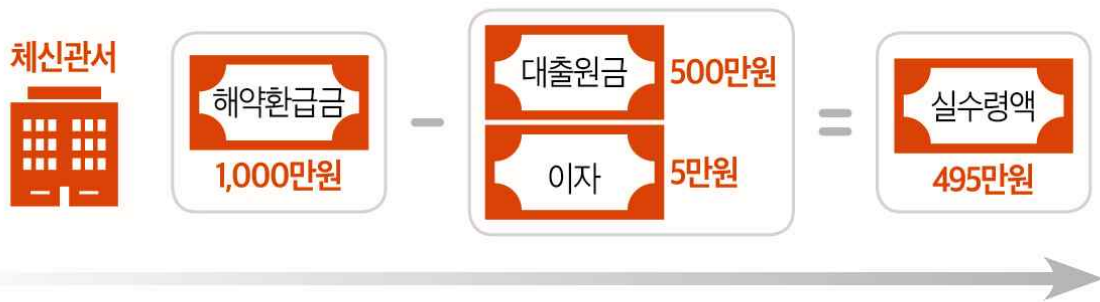 체신관서
해약환급금
1,000만원
-
대출원금 500만원
이자 5만원
=
실수령액
495만원